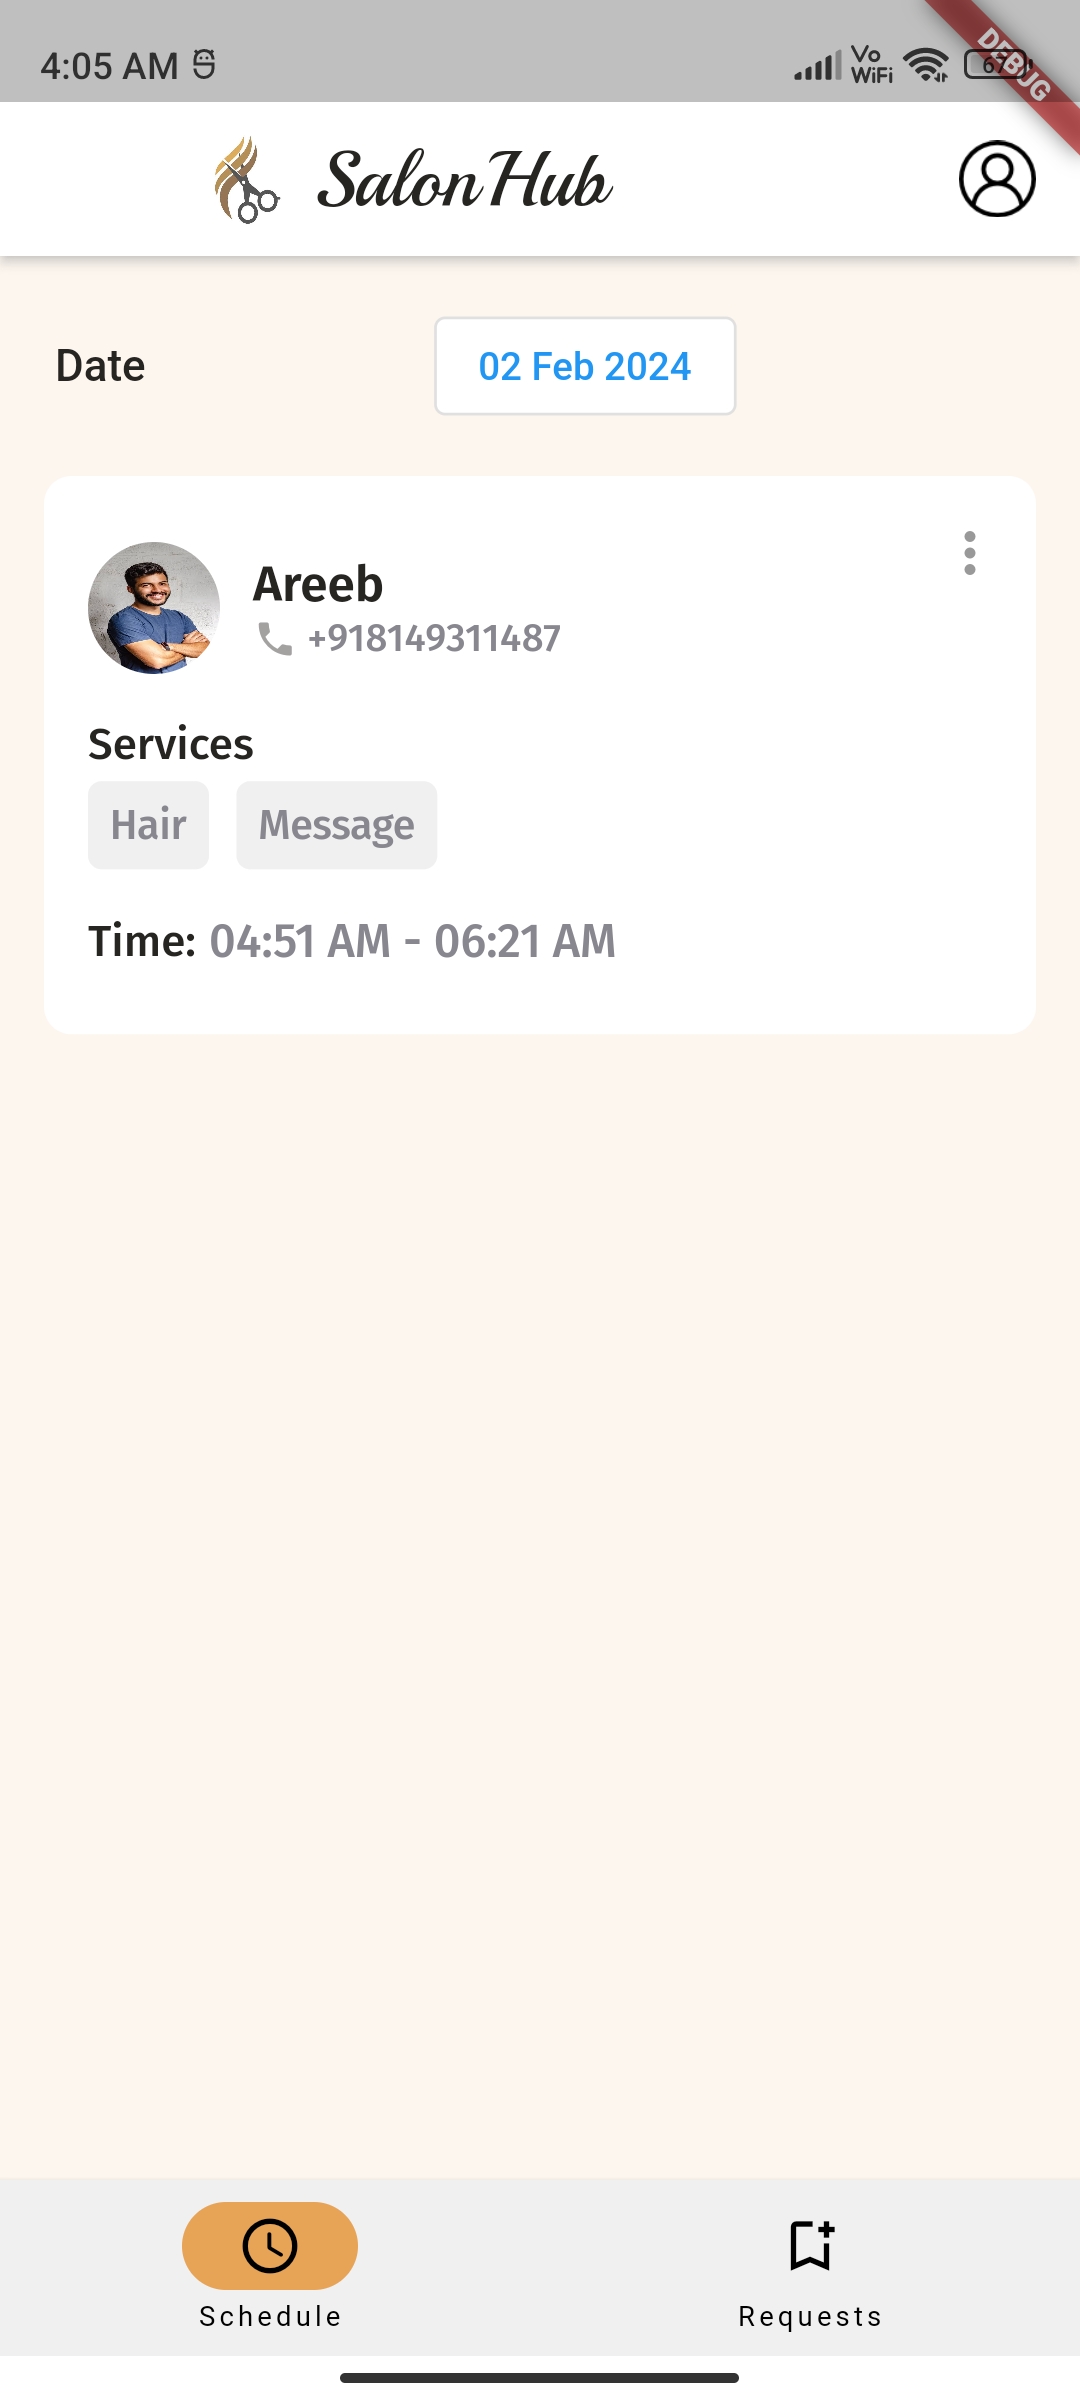 4:05 AM
Vo
WiFi
67
DEBUG
Salon Hub
Date
02 Feb 2024
Areeb
+918149311487
Services
Hair
Message
Time: 04:51 AM - 06:21 AM
Schedule
Requests